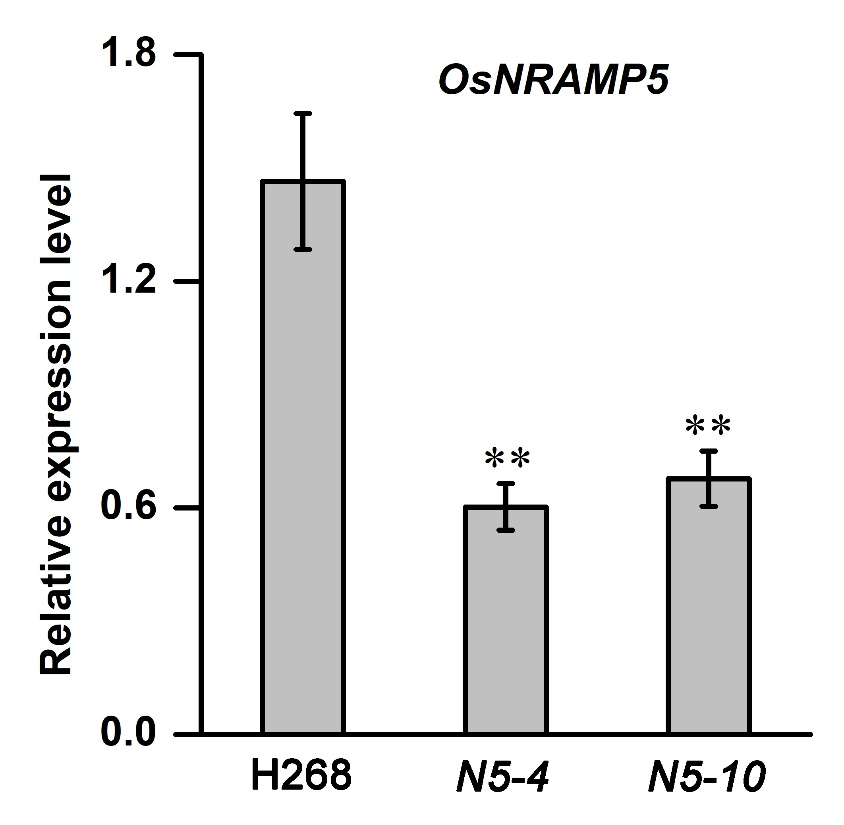 OsNRAMP5
Relative expression level
1.8
1.2
0.6
0.0
**
**
H268
N5-4
N5-10